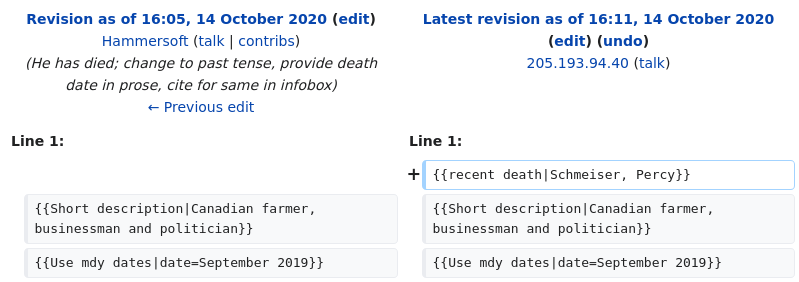 Revision as of 16:05, 14 October 2020 (edit)
Hammersoft (talk | contribs)
(He has died; change to past tense, provide death
date in prose, cite for same in infobox)
← Previous edit
Latest revision as of 16:11, 14 October 2020
(edit) (undo)
205.193.94.40 (talk)
Line 1:
Line 1:
+ {{recent death|Schmeiser, Percy}}
{{Short description|Canadian farmer,
businessman and politician}}
{{Short description|Canadian farmer,
businessman and politician}}
{{Use mdy dates|date=September 2019}}
{{Use mdy dates|date=September 2019}}